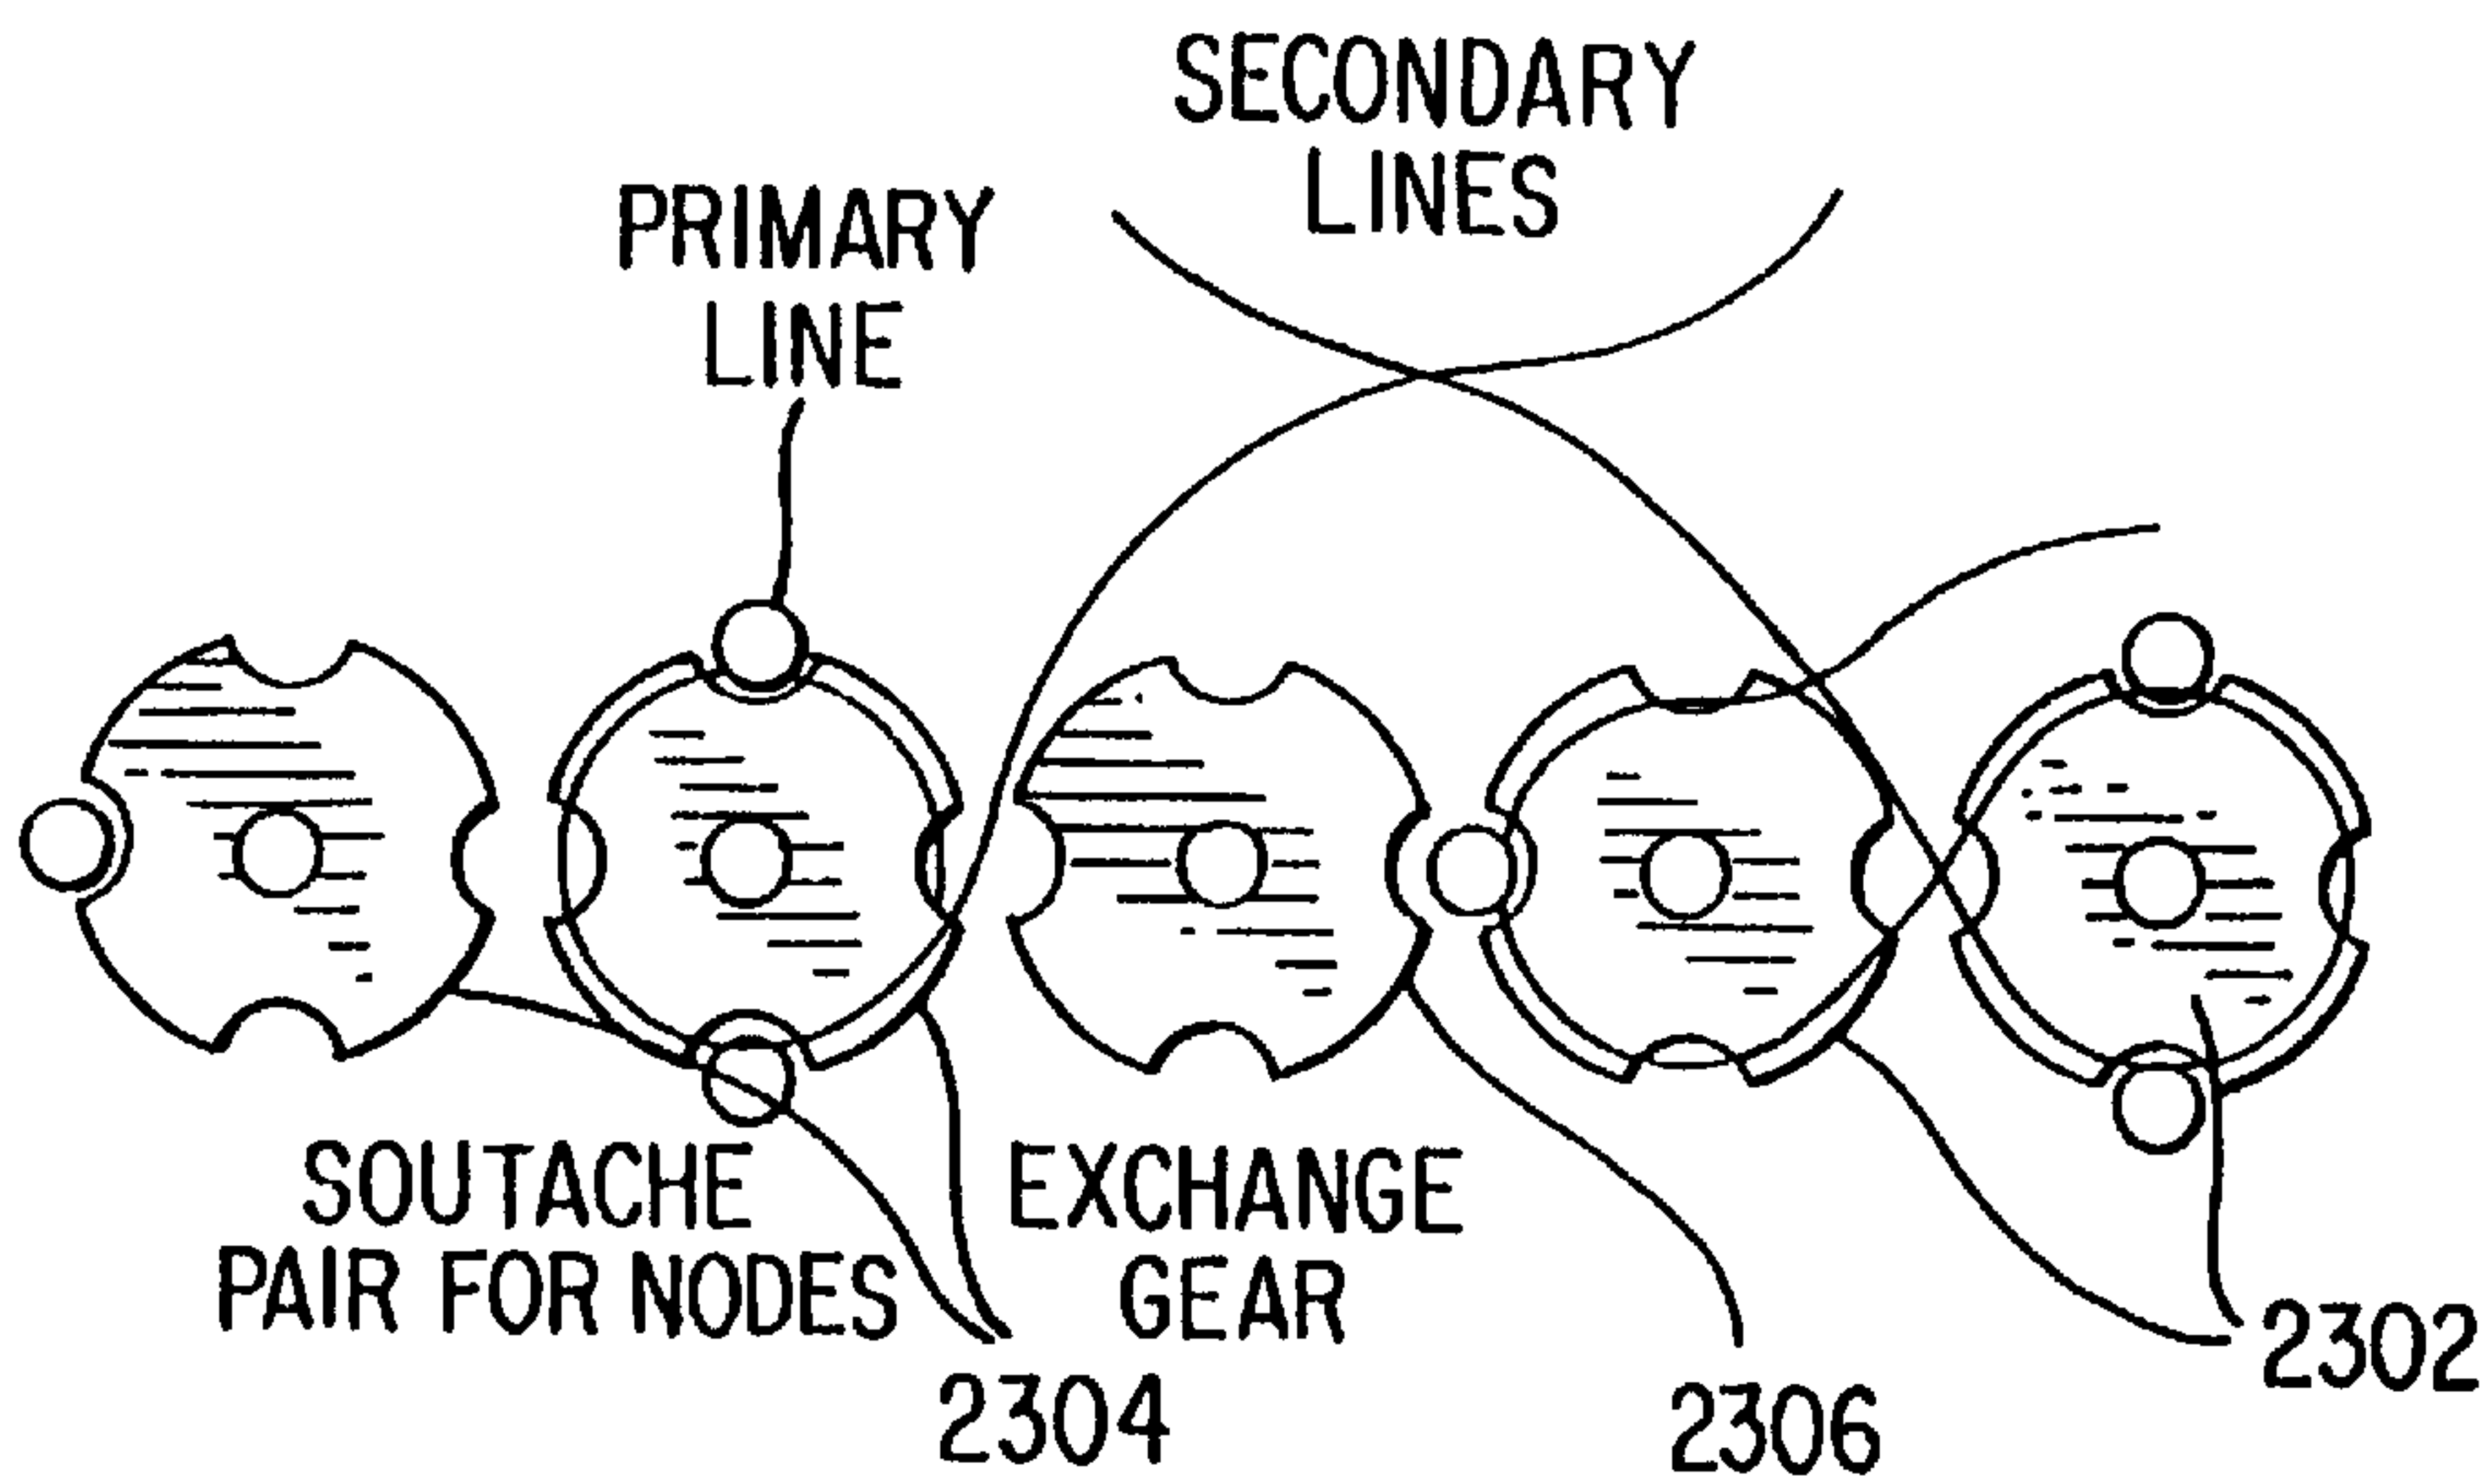 SECONDARY
LINES
PRIMARY
LINE
SOUTACHE
PAIR FOR NODES
EXCHANGE
GEAR
2304
2306
2302